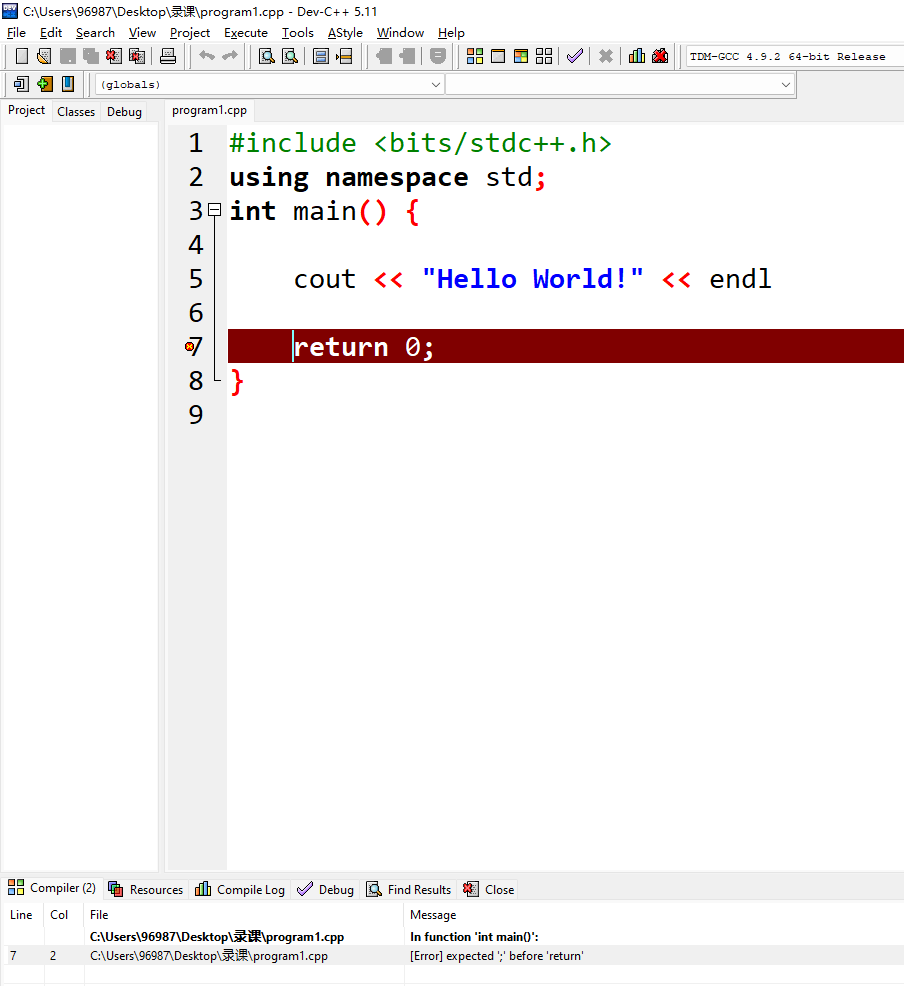 C:\Users\96987\Desktop\录课\program1.cpp - Dev-C++ 5.11
File Edit Search View Project Execute Tools AStyle Window Help
TDM-GCC 4.9.2 64-bit Release
(globals)
Project Classes Debug
program1.cpp
1 #include <bits/stdc++.h>
2 using namespace std;
3 int main() {
4
5 cout << "Hello World!" << endl
6
7 return 0;
8 }
9
Compiler (2) Resources Compile Log Debug Find Results Close
Line Col File Message
C:\Users\96987\Desktop\录课\program1.cpp In function 'int main()':
7 2 C:\Users\96987\Desktop\录课\program1.cpp [Error] expected ';' before 'return'